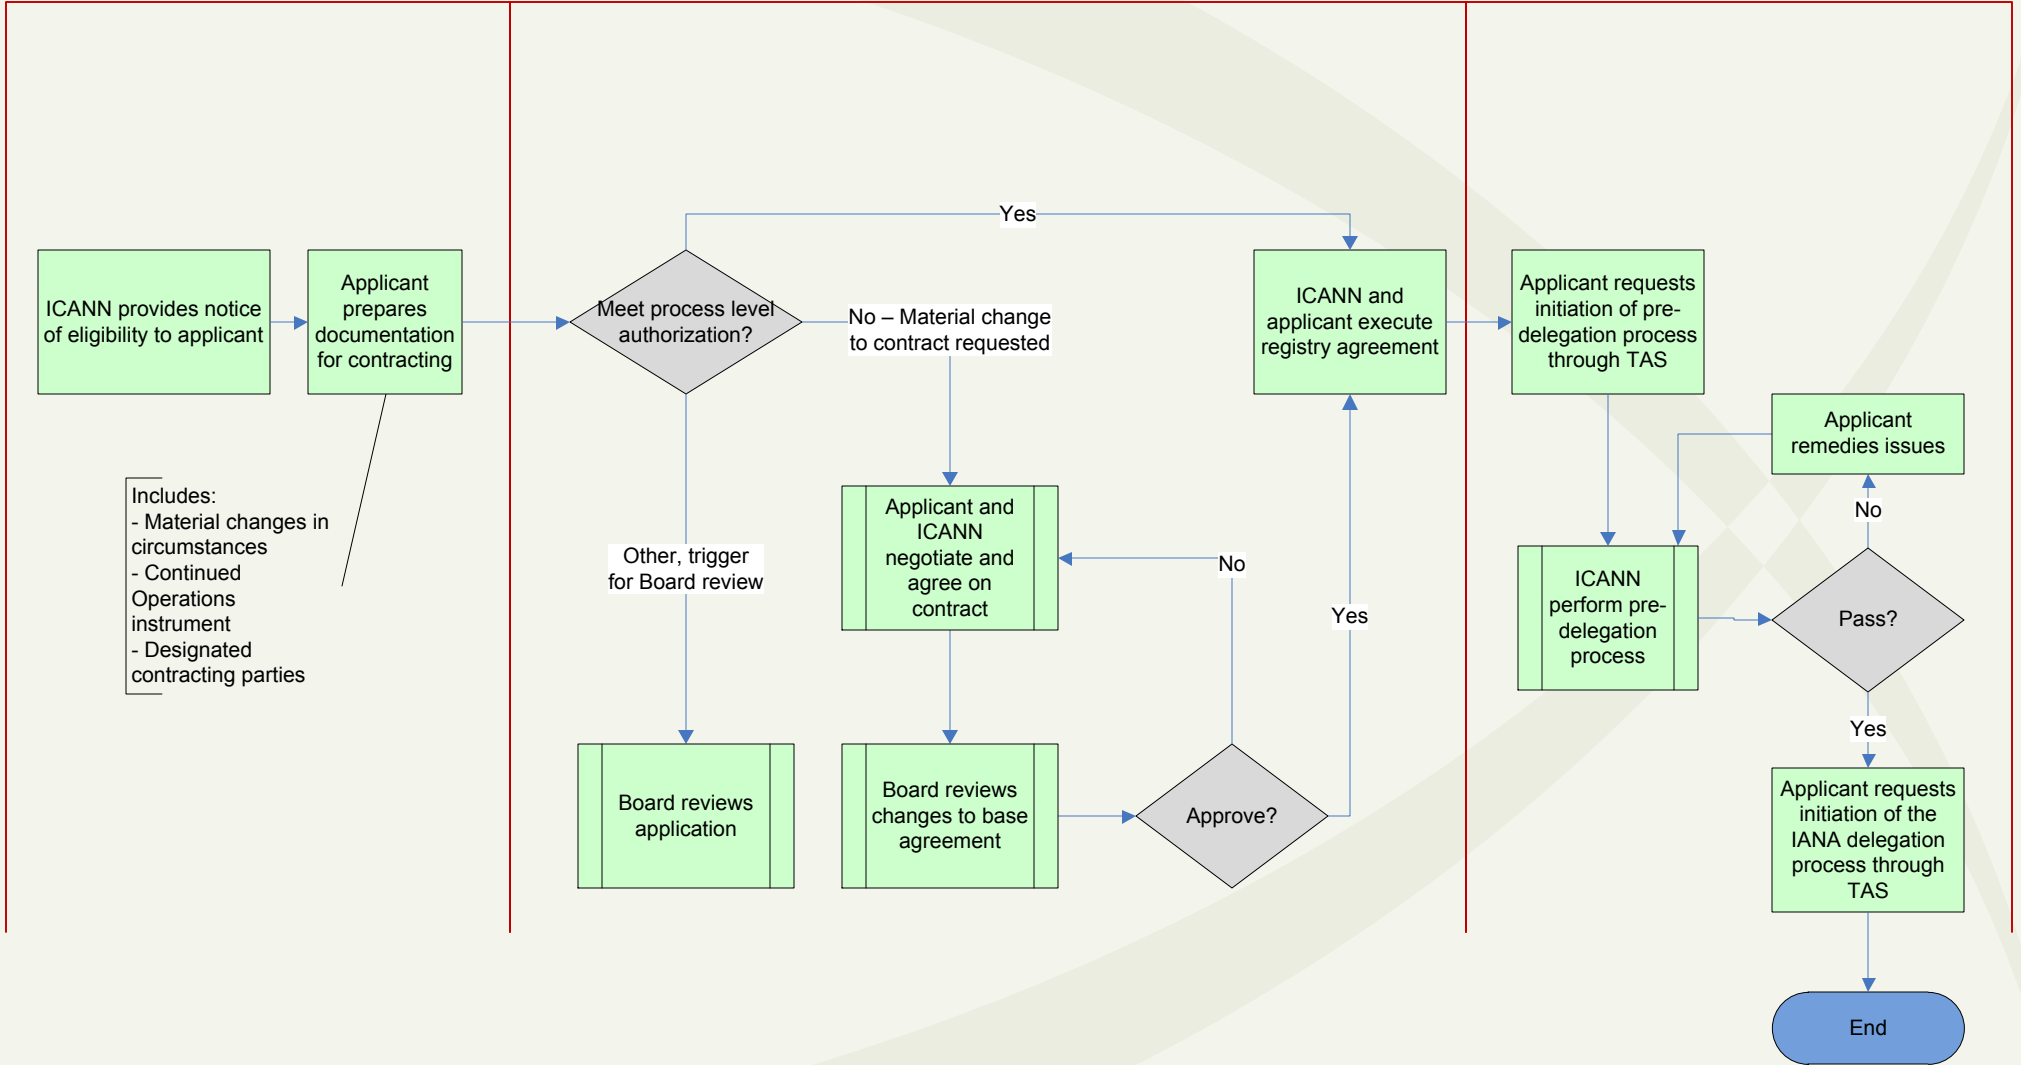 ICANN provides notice
of eligibility to applicant
Applicant
prepares
documentation
for contracting
Includes:
- Material changes in
circumstances
- Continued
Operations
instrument
- Designated
contracting parties
Meet process level
authorization?
Yes
No – Material change
to contract requested
Other, trigger
for Board review
Board reviews
application
Applicant and
ICANN
negotiate and
agree on
contract
Board reviews
changes to base
agreement
Approve?
No
Yes
ICANN and
applicant execute
registry agreement
Applicant requests
initiation of pre-
delegation process
through TAS
ICANN
perform pre-
delegation
process
Pass?
No
Applicant
remedies issues
Yes
Applicant requests
initiation of the
IANA delegation
process through
TAS
End